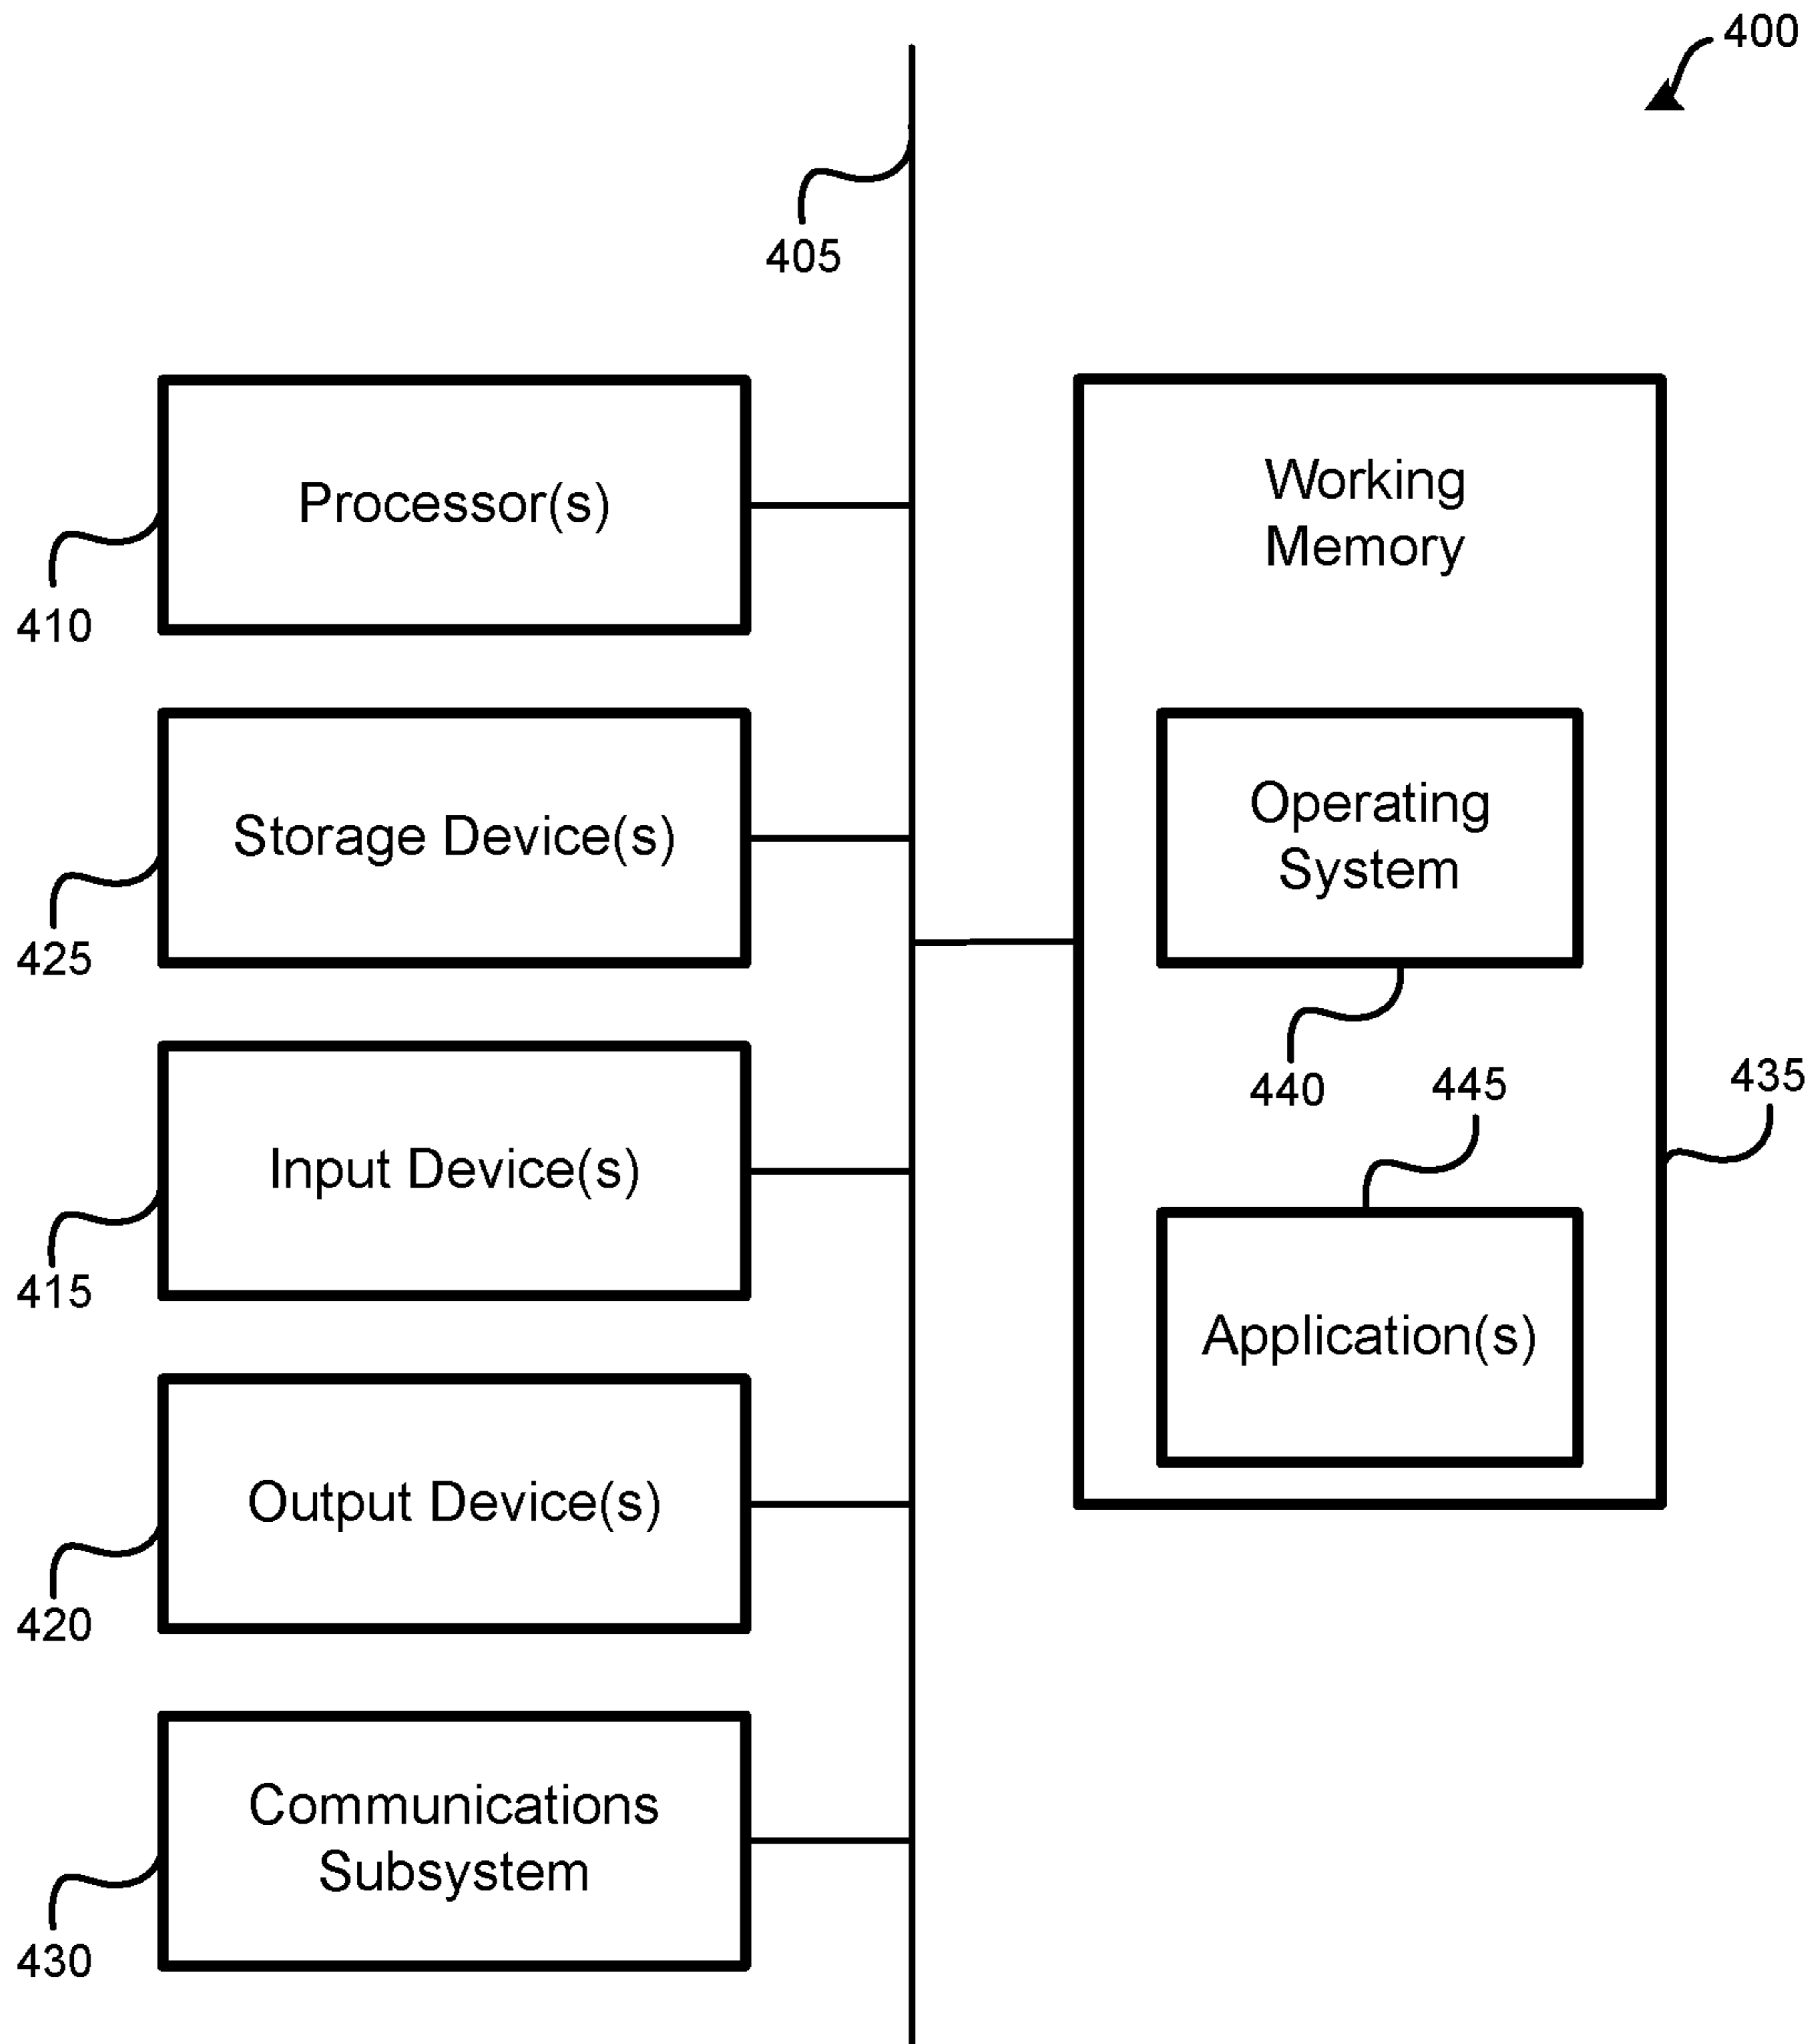 400
405
Processor(s)
410
Storage Device(s)
425
Input Device(s)
415
Output Device(s)
420
Communications
Subsystem
430
Working
Memory
Operating
System
440
445
435
Application(s)